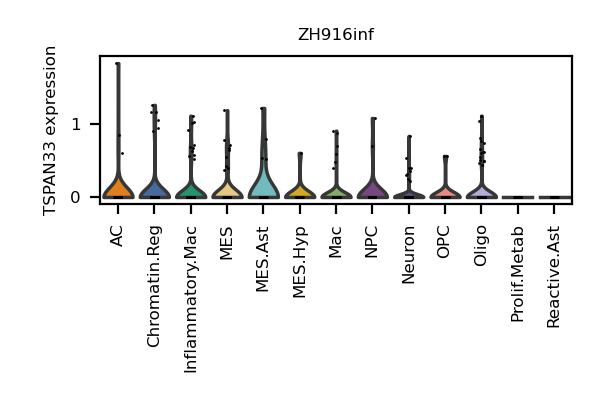 ZH916inf
TSPAN33 expression
1
0
AC
Chromatin.Reg
Inflammatory.Mac
MES
MES.Ast
MES.Hyp
Mac
NPC
Neuron
OPC
Oligo
Prolif.Metab
Reactive.Ast